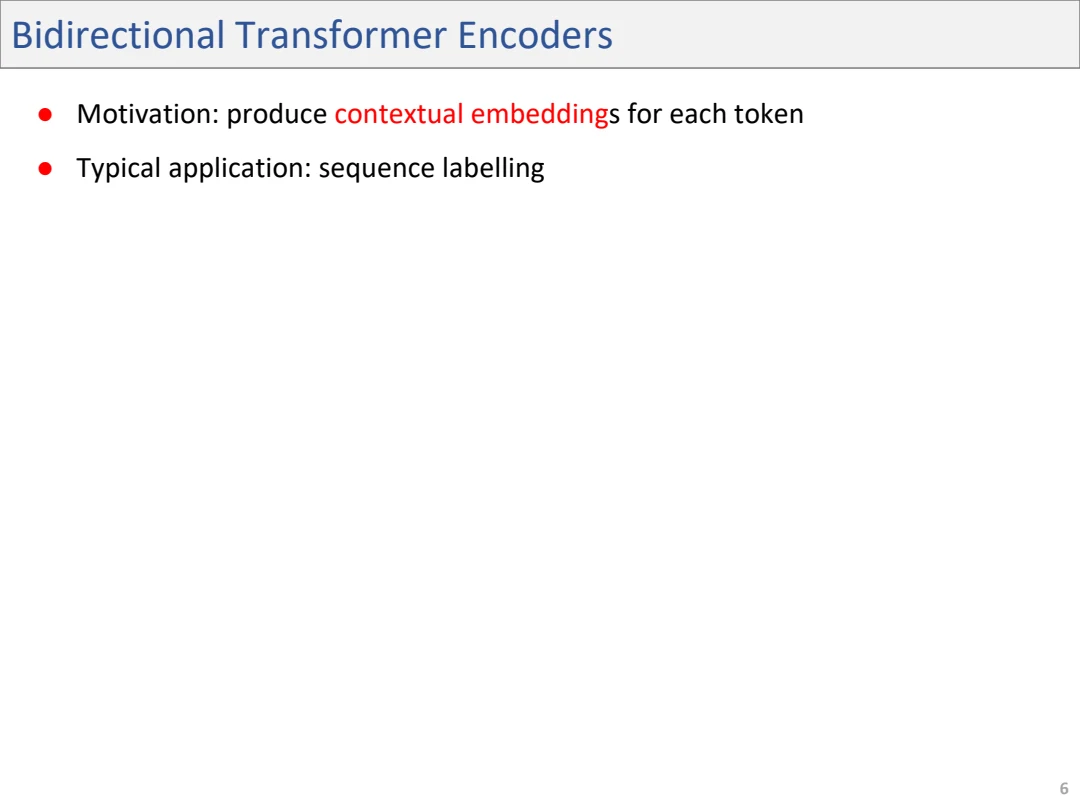 Bidirectional Transformer Encoders
● Motivation: produce contextual embeddings for each token
● Typical application: sequence labelling
6